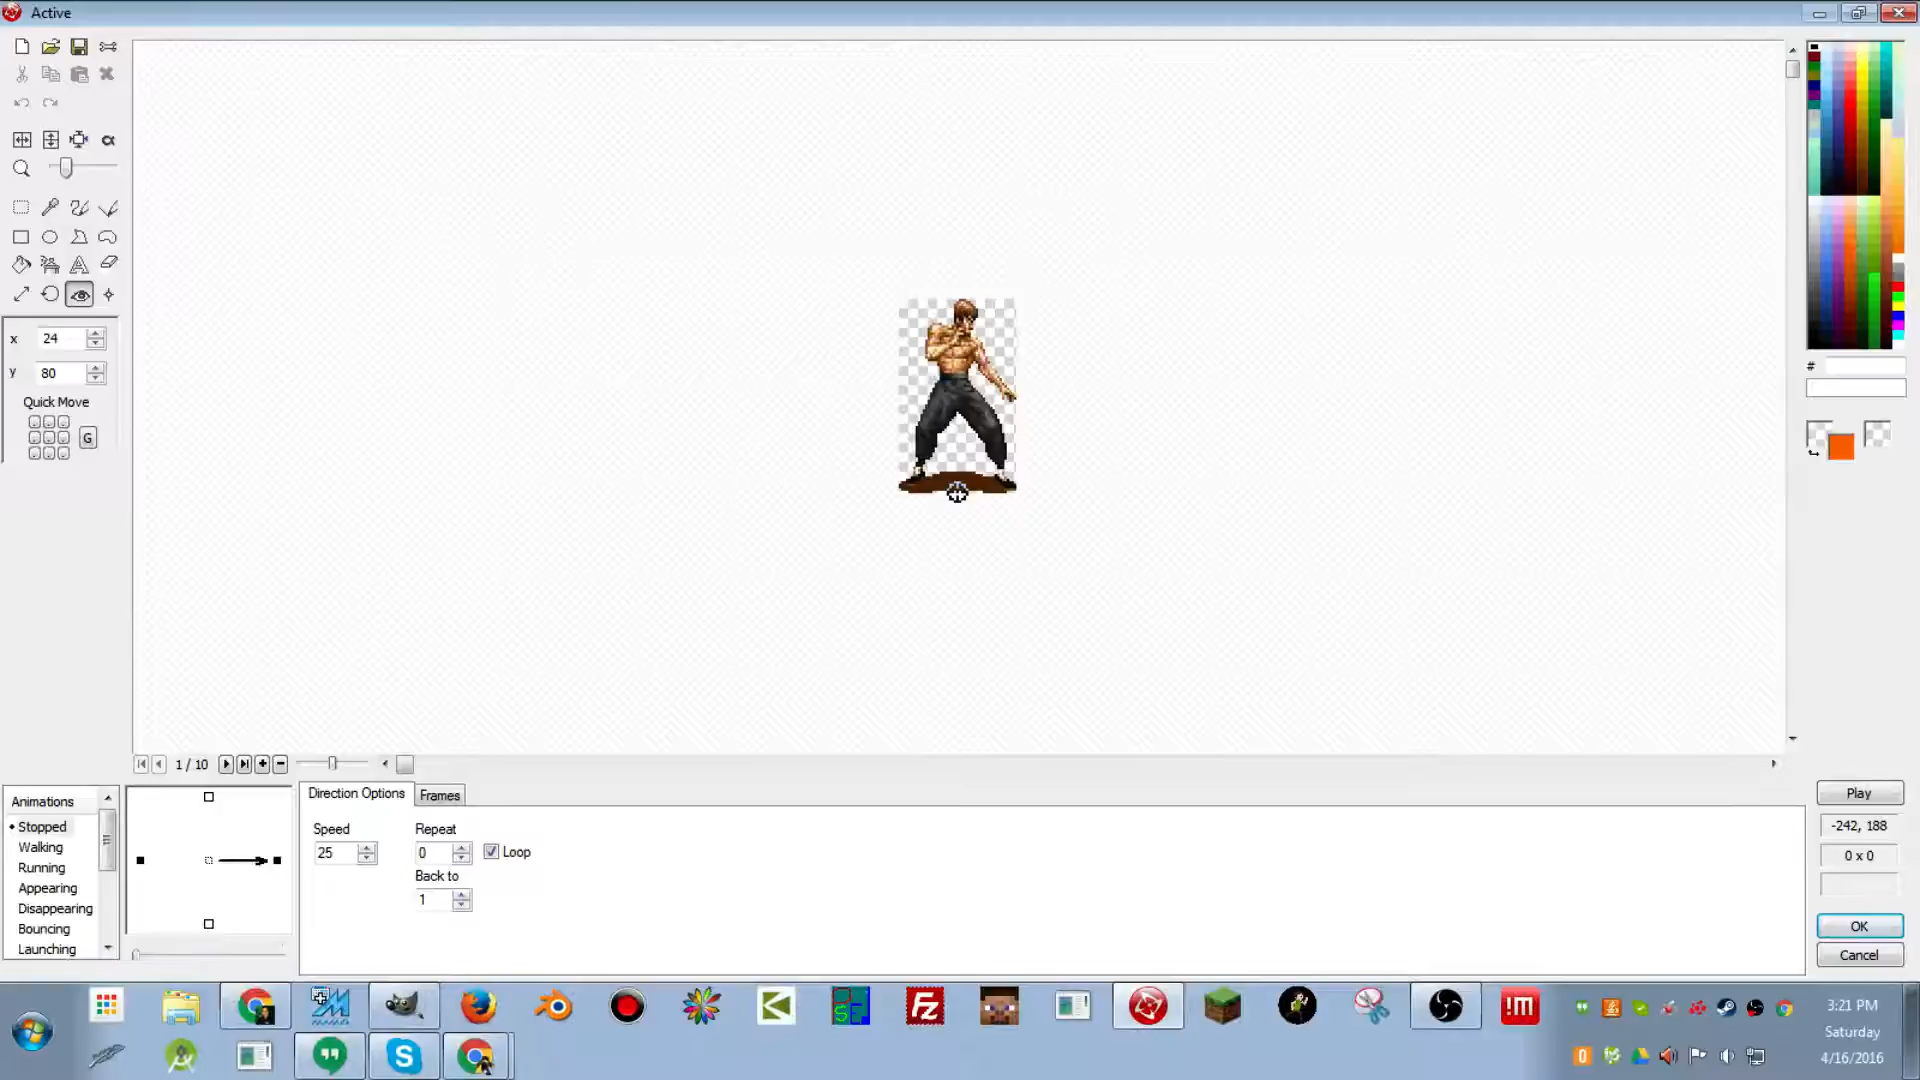 Active
x 24
y 80
Quick Move
G
#
1 / 10
Animations
Stopped
Walking
Running
Appearing
Disappearing
Bouncing
Launching
Direction Options Frames
Speed Repeat
25 0 Loop
Back to
1
Play
-242, 188
0 x 0
OK
Cancel
Fz
!M
3:21 PM
Saturday
4/16/2016